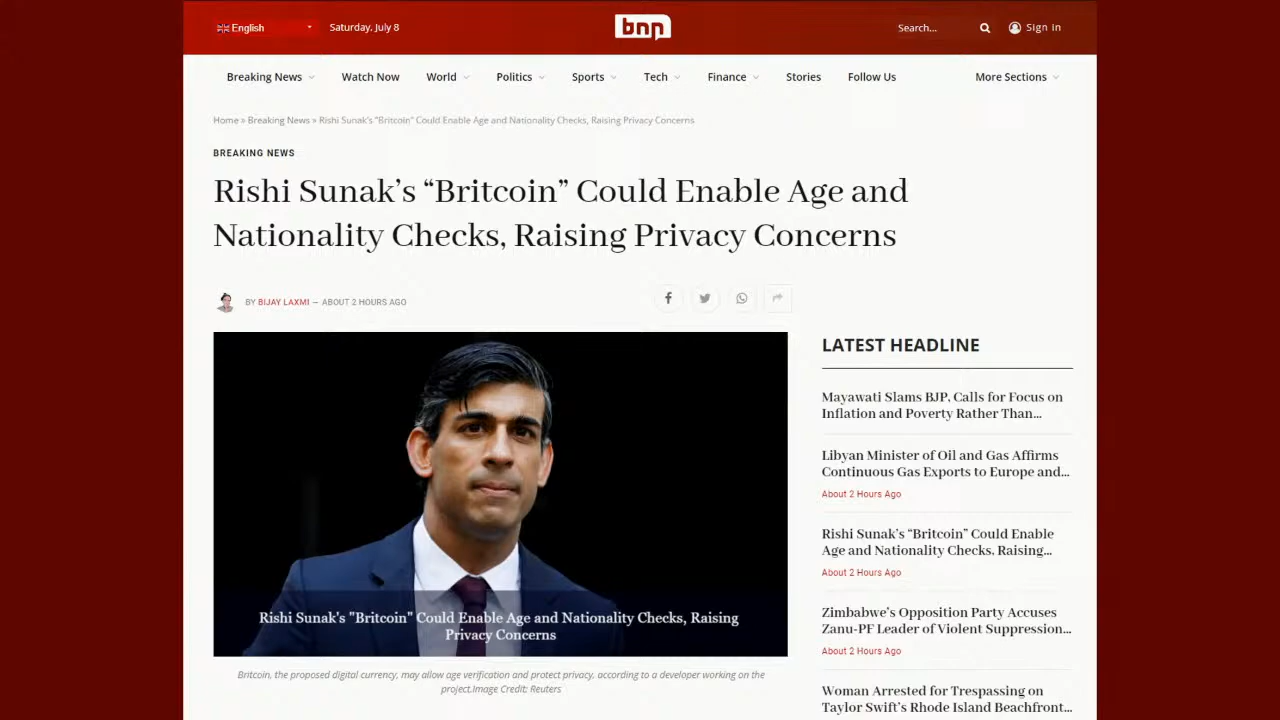 English
Saturday, July 8
bnn
Search...
Sign In
Breaking News
Watch Now
World
Politics
Sports
Tech
Finance
Stories
Follow Us
More Sections
Home » Breaking News » Rishi Sunak's "Britcoin" Could Enable Age and Nationality Checks, Raising Privacy Concerns
BREAKING NEWS
Rishi Sunak’s “Britcoin” Could Enable Age and
Nationality Checks, Raising Privacy Concerns
BY BIJAY LAXMI — ABOUT 2 HOURS AGO
Rishi Sunak's "Britcoin" Could Enable Age and Nationality Checks, Raising
Privacy Concerns
Britcoin, the proposed digital currency, may allow age verification and protect privacy, according to a developer working on the
project.Image Credit: Reuters
LATEST HEADLINE
Mayawati Slams BJP, Calls for Focus on
Inflation and Poverty Rather Than...
Libyan Minister of Oil and Gas Affirms
Continuous Gas Exports to Europe and...
About 2 Hours Ago
Rishi Sunak’s “Britcoin” Could Enable
Age and Nationality Checks, Raising...
About 2 Hours Ago
Zimbabwe’s Opposition Party Accuses
Zanu-PF Leader of Violent Suppression...
About 2 Hours Ago
Woman Arrested for Trespassing on
Taylor Swift’s Rhode Island Beachfront...